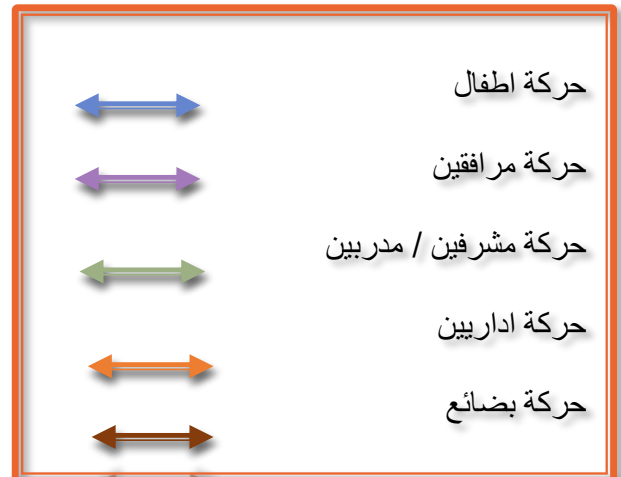 حركة اطفال
حركة مرافقين
حركة مشرفين / مدربين
حركة اداريين
حركة بضائع